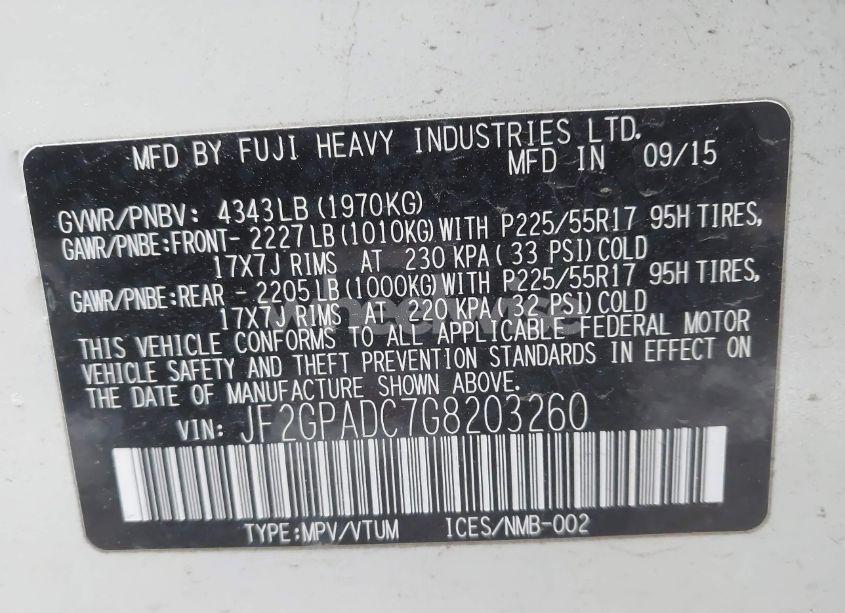 MFD BY FUJI HEAVY INDUSTRIES LTD.
MFD IN 09/15
GVWR/PNBV: 4343LB (1970KG)
GAWR/PNBE:FRONT- 2227LB (1010KG) WITH P225/55R17 95H TIRES,
17X7J RIMS AT 230 KPA (33 PSI) COLD
GAWR/PNBE:REAR - 2205LB (1000KG) WITH P225/55R17 95H TIRES,
17X7J RIMS AT 220 KPA (32 PSI) COLD
THIS VEHICLE CONFORMS TO ALL APPLICABLE FEDERAL MOTOR
VEHICLE SAFETY AND THEFT PREVENTION STANDARDS IN EFFECT ON
THE DATE OF MANUFACTURE SHOWN ABOVE.
VIN: JF2GPADC7G8203260
TYPE:MPV/VTUM ICES/NMB-002